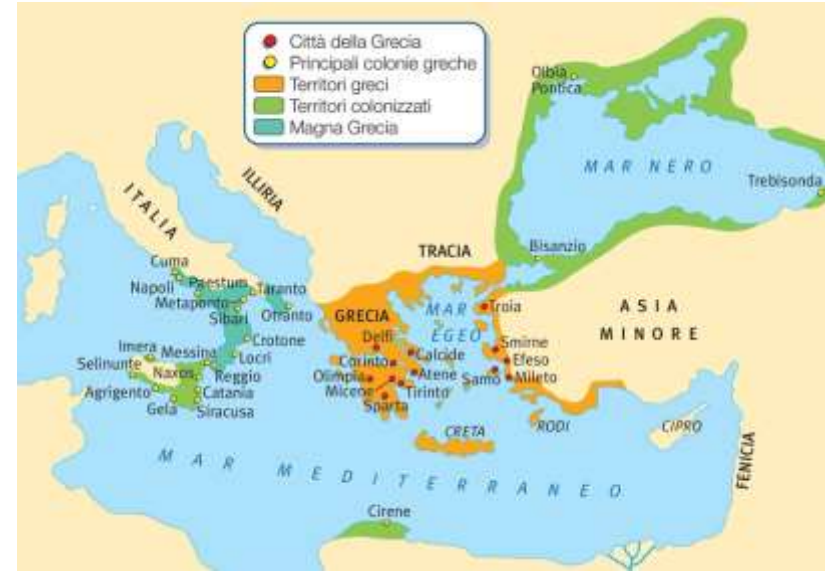 Città della Grecia
Principali colonie greche
Territori greci
Territori colonizzati
Magna Grecia
Olbia
Pontica
MAR NERO
Trebisonda
Bisanzio
ITALIA
ILLIRIA
TRACIA
Cuma
Napoli
Paestum
Taranto
Metaponto
Sibari
Otranto
Crotone
Locri
Imera
Messina
Selinunte
Naxos
Reggio
Agrigento
Catania
Gela
Siracusa
GRECIA
MAR
EGEO
Troia
ASIA
MINORE
Delfi
Calcide
Smirne
Corinto
Efeso
Olimpia
Atene
Samo
Mileto
Micene
Tirinto
Sparta
CRETA
RODI
CIPRO
FENICIA
MAR MEDITERRANEO
Cirene